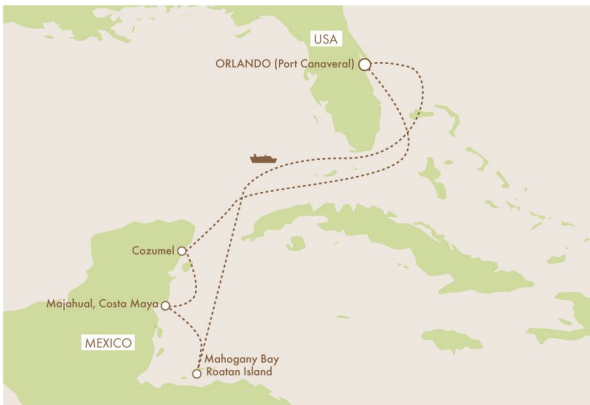 USA
ORLANDO (Port Canaveral)
Cozumel
Majahual, Costa Maya
MEXICO
Mahogany Bay
Roatan Island